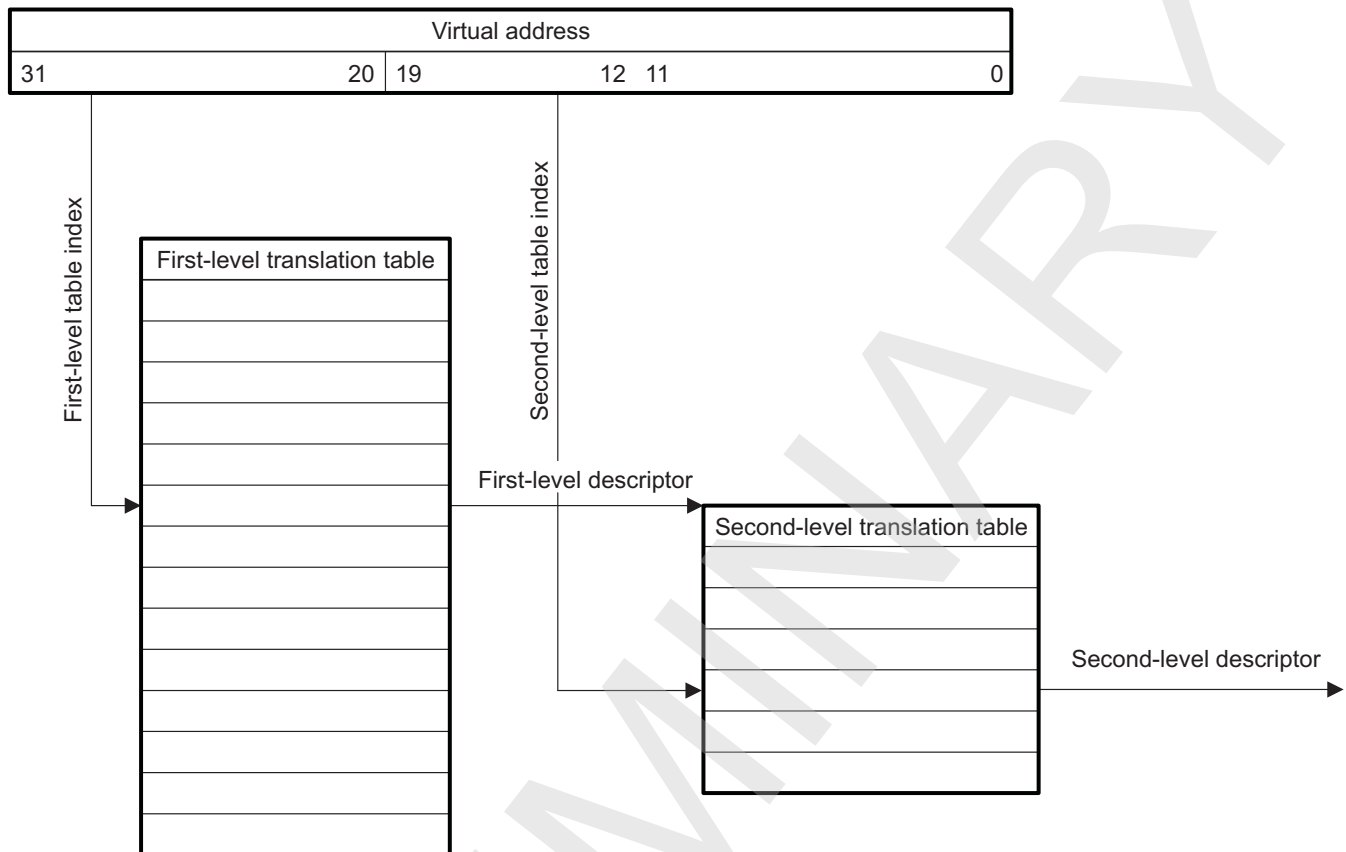 Virtual address
31 20 19 12 11 0
First-level table index
Second-level table index
First-level translation table
First-level descriptor
Second-level translation table
Second-level descriptor
MINARY